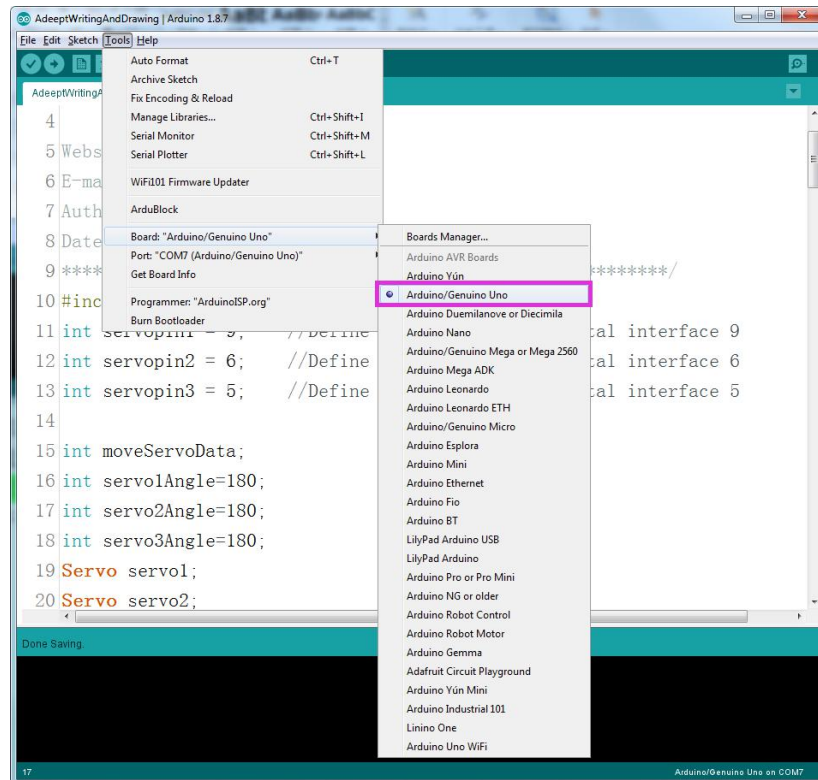 AdeeptWritingAndDrawing | Arduino 1.8.7
File Edit Sketch Tools Help
AdeeptWritingA
Auto Format Ctrl+T
Archive Sketch
Fix Encoding & Reload
Manage Libraries... Ctrl+Shift+I
Serial Monitor Ctrl+Shift+M
Serial Plotter Ctrl+Shift+L
WiFi101 Firmware Updater
ArduBlock
Board: "Arduino/Genuino Uno"
Port: "COM7 (Arduino/Genuino Uno)"
Get Board Info
Programmer: "ArduinoISP.org"
Burn Bootloader
Boards Manager...
Arduino AVR Boards
Arduino Yún
Arduino/Genuino Uno
Arduino Duemilanove or Diecimila
Arduino Nano
Arduino/Genuino Mega or Mega 2560
Arduino Mega ADK
Arduino Leonardo
Arduino Leonardo ETH
Arduino/Genuino Micro
Arduino Esplora
Arduino Mini
Arduino Ethernet
Arduino Fio
Arduino BT
LilyPad Arduino USB
LilyPad Arduino
Arduino Pro or Pro Mini
Arduino NG or older
Arduino Robot Control
Arduino Robot Motor
Arduino Gemma
Adafruit Circuit Playground
Arduino Yún Mini
Arduino Industrial 101
Linino One
Arduino Uno WiFi
4
5 Webs
6 E-ma
7 Auth
8 Date
9 **** *******/
10 #inc
11 int servopin1 = 9; //Define tal interface 9
12 int servopin2 = 6; //Define tal interface 6
13 int servopin3 = 5; //Define tal interface 5
14
15 int moveServoData;
16 int servo1Angle=180;
17 int servo2Angle=180;
18 int servo3Angle=180;
19 Servo servo1;
20 Servo servo2;
Done Saving.
17 Arduino/Genuino Uno on COM7